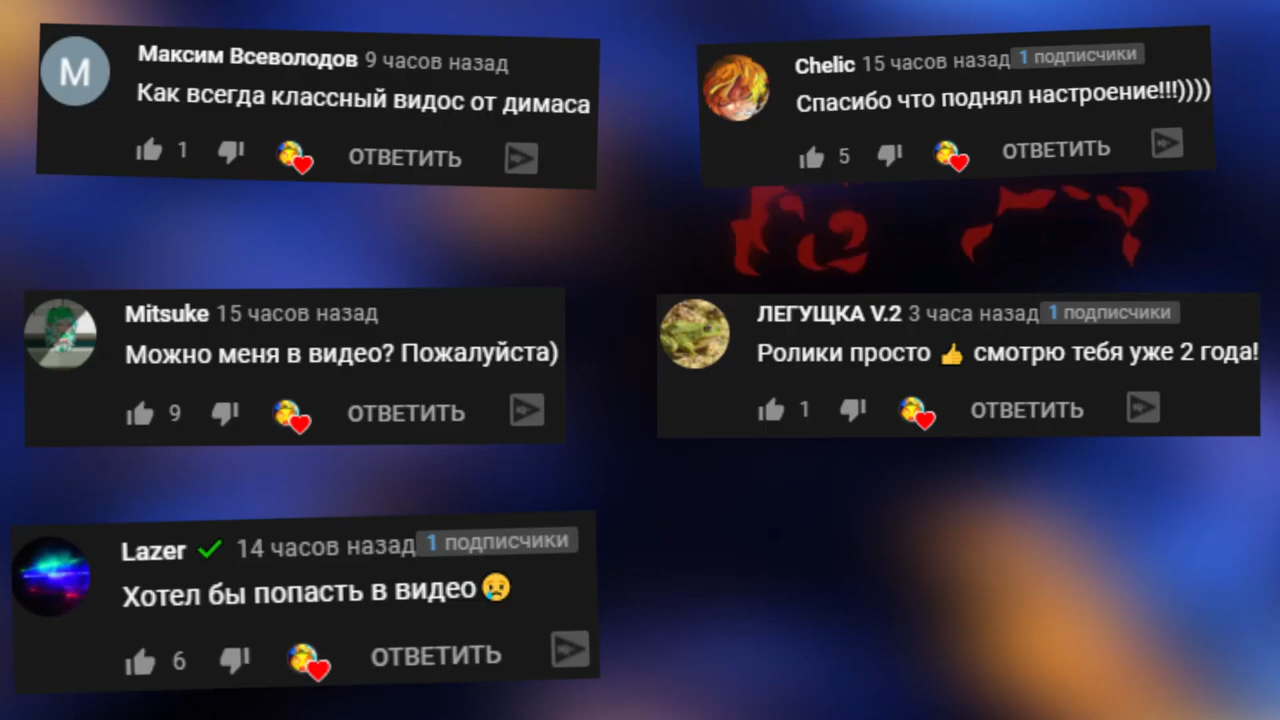 М
Максим Всеволодов 9 часов назад
Как всегда классный видос от димаса
1 ОТВЕТИТЬ
Chelic 15 часов назад 1 подписчики
Спасибо что поднял настроение!!!))))
5 ОТВЕТИТЬ
Mitsuke 15 часов назад
Можно меня в видео? Пожалуйста)
9 ОТВЕТИТЬ
ЛЕГУЩКА V.2 3 часа назад 1 подписчики
Ролики просто 👍 смотрю тебя уже 2 года!
1 ОТВЕТИТЬ
Lazer ✓ 14 часов назад 1 подписчики
Хотел бы попасть в видео 😢
6 ОТВЕТИТЬ